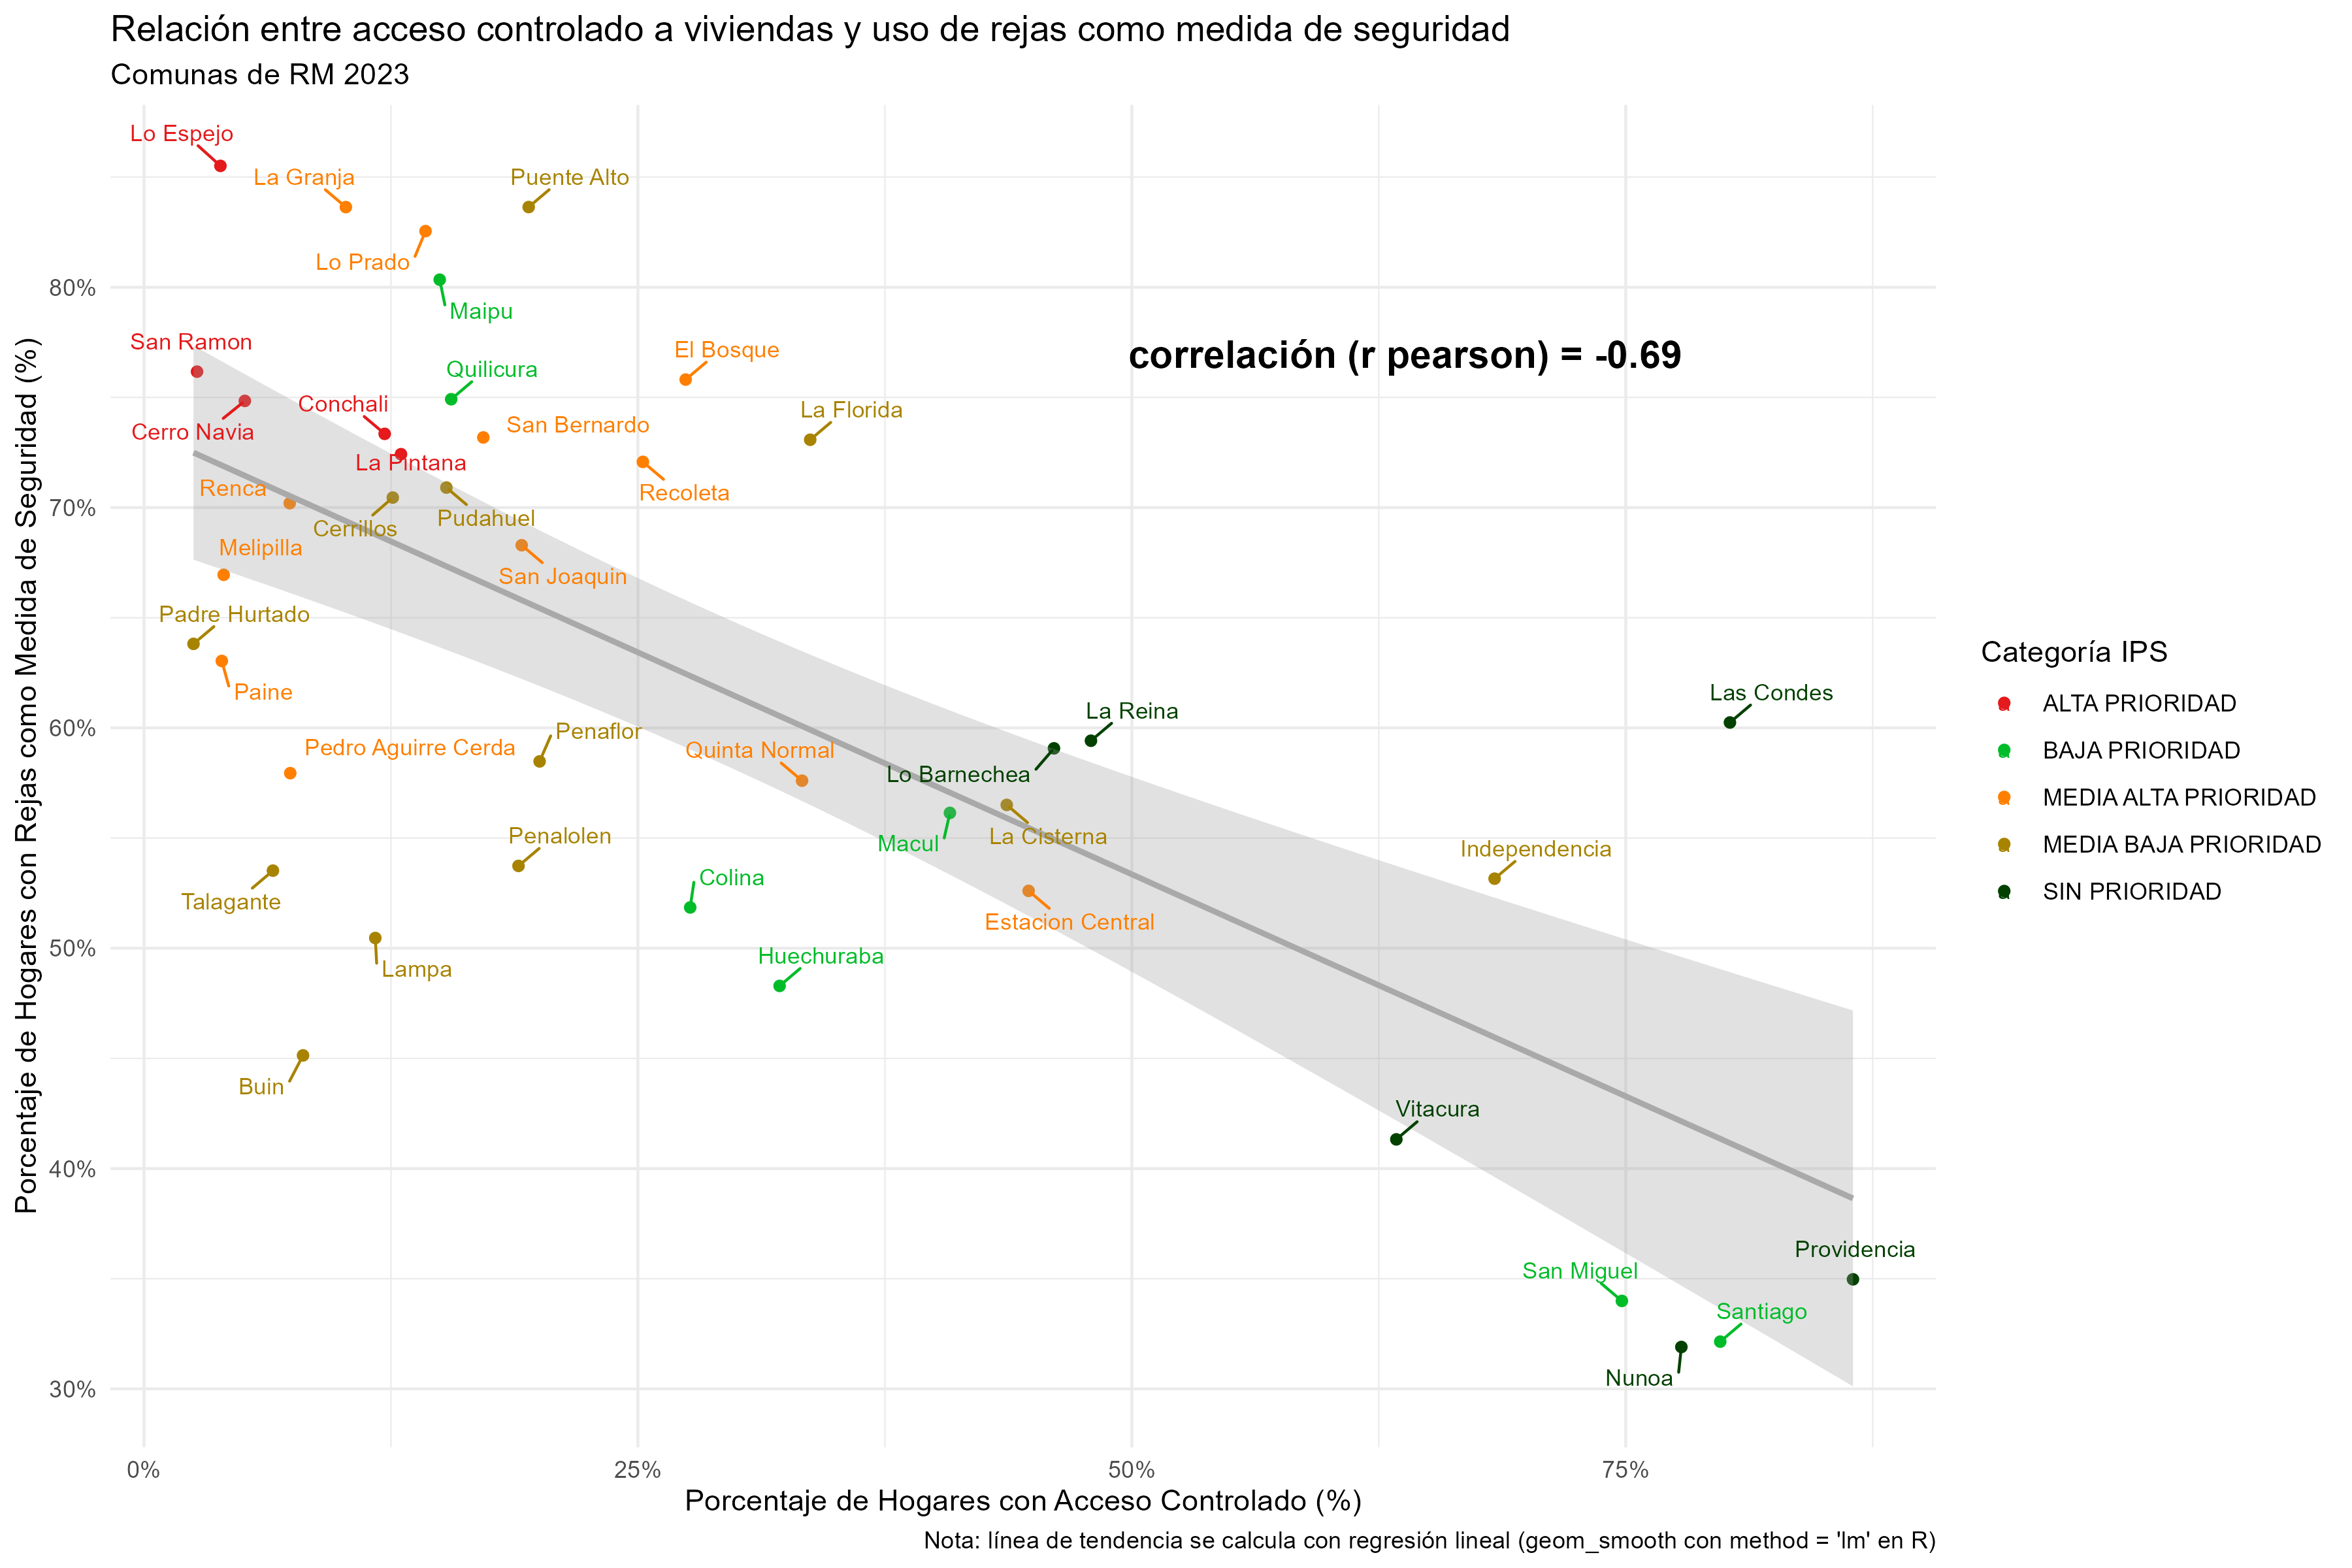 Relación entre acceso controlado a viviendas y uso de rejas como medida de seguridad
Comunas de RM 2023
Porcentaje de Hogares con Rejas como Medida de Seguridad (%)
80%
70%
60%
50%
40%
30%
Lo Espejo
La Granja
Puente Alto
Lo Prado
Maipu
San Ramon
El Bosque
correlación (r pearson) = -0.69
Quilicura
Conchali
La Florida
San Bernardo
Cerro Navia
La Pintana
Renca
Recoleta
Cerrillos
Pudahuel
Melipilla
San Joaquin
Padre Hurtado
Paine
Las Condes
La Reina
Penaflor
Pedro Aguirre Cerda
Quinta Normal
Lo Barnechea
Penalolen
Macul
La Cisterna
Independencia
Colina
Talagante
Estacion Central
Huechuraba
Lampa
Buin
Vitacura
Providencia
San Miguel
Santiago
Nunoa
0%
25%
50%
75%
Porcentaje de Hogares con Acceso Controlado (%)
Nota: línea de tendencia se calcula con regresión lineal (geom_smooth con method = 'lm' en R)
Categoría IPS
ALTA PRIORIDAD
BAJA PRIORIDAD
MEDIA ALTA PRIORIDAD
MEDIA BAJA PRIORIDAD
SIN PRIORIDAD